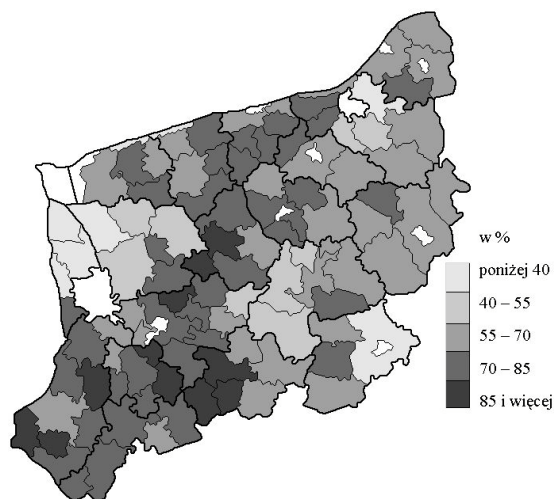 w %
poniżej 40
40 – 55
55 – 70
70 – 85
85 i więcej